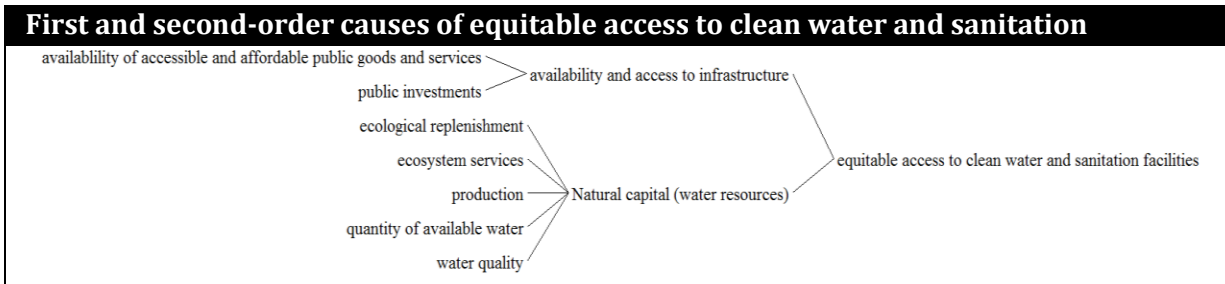 First and second-order causes of equitable access to clean water and sanitation
availablility of accessible and affordable public goods and services
availability and access to infrastructure
public investments
ecological replenishment
ecosystem services
equitable access to clean water and sanitation facilities
production
Natural capital (water resources)
quantity of available water
water quality